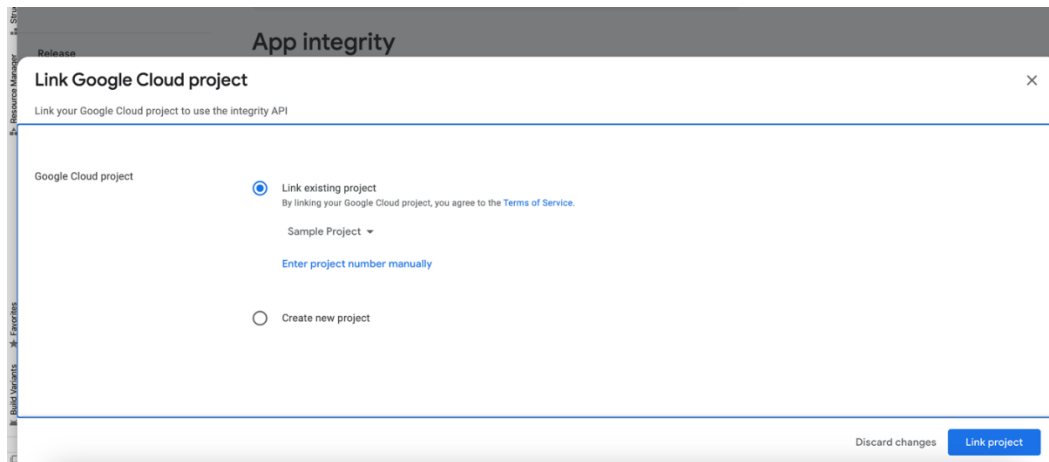 Stru
Resource Manager
Favorites
Build Variants
Release
App integrity
Link Google Cloud project
Link your Google Cloud project to use the integrity API
Google Cloud project
Link existing project
By linking your Google Cloud project, you agree to the Terms of Service.
Sample Project
Enter project number manually
Create new project
Discard changes
Link project